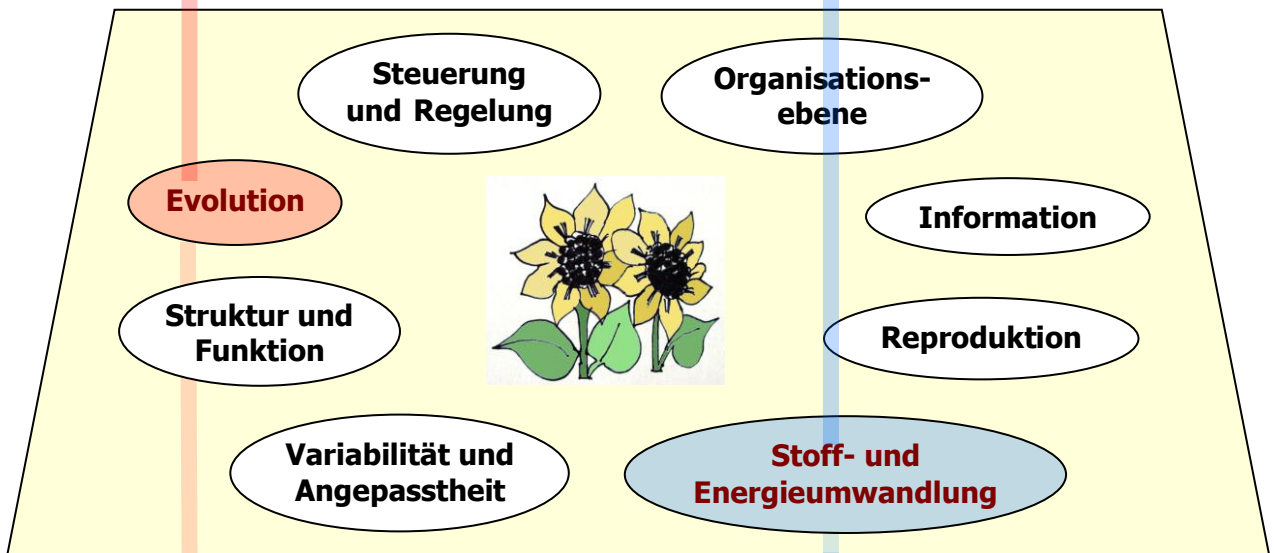 Steuerung
und Regelung
Organisations-
ebene
Evolution
Information
Struktur und
Funktion
Reproduktion
Variabilität und
Angepasstheit
Stoff- und
Energieumwandlung